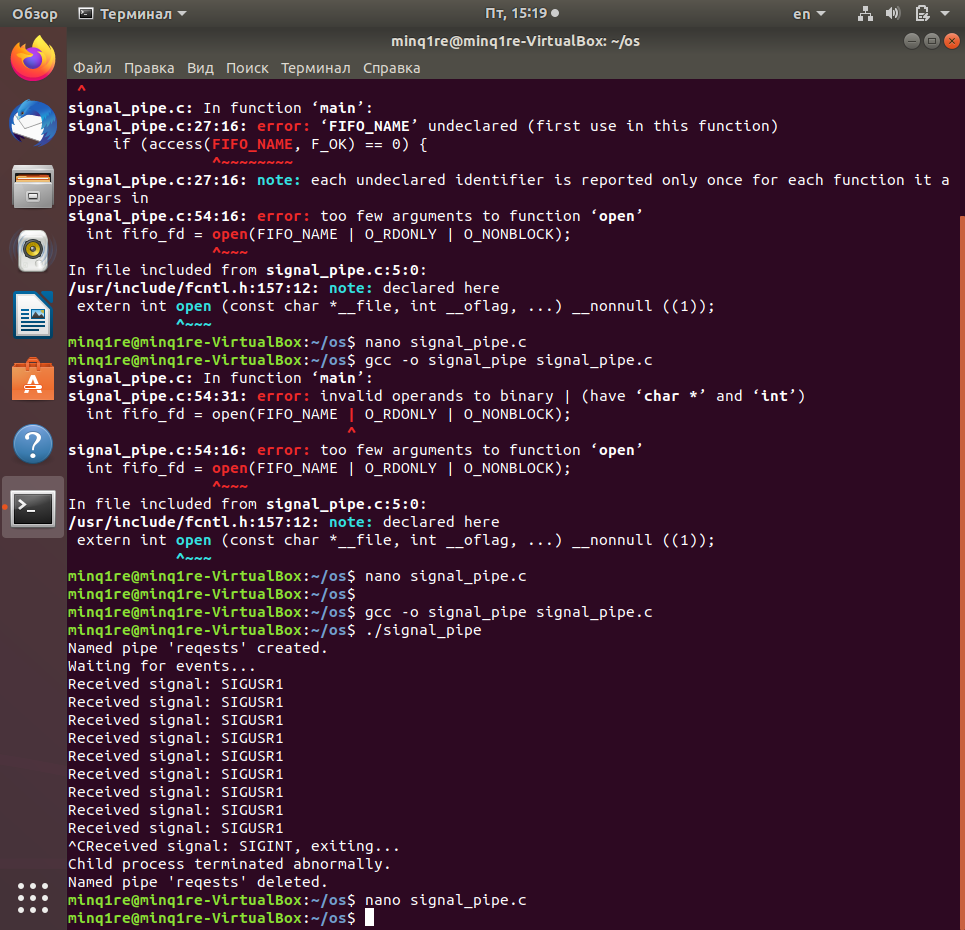 Обзор Терминал Пт, 15:19 en
minq1re@minq1re-VirtualBox: ~/os
Файл Правка Вид Поиск Терминал Справка
^
signal_pipe.c: In function ‘main’:
signal_pipe.c:27:16: error: ‘FIFO_NAME’ undeclared (first use in this function)
if (access(FIFO_NAME, F_OK) == 0) {
^~~~~~~~~
signal_pipe.c:27:16: note: each undeclared identifier is reported only once for each function it a
ppears in
signal_pipe.c:54:16: error: too few arguments to function ‘open’
int fifo_fd = open(FIFO_NAME | O_RDONLY | O_NONBLOCK);
^~~~
In file included from signal_pipe.c:5:0:
/usr/include/fcntl.h:157:12: note: declared here
extern int open (const char *__file, int __oflag, ...) __nonnull ((1));
^~~~
minq1re@minq1re-VirtualBox:~/os$ nano signal_pipe.c
minq1re@minq1re-VirtualBox:~/os$ gcc -o signal_pipe signal_pipe.c
signal_pipe.c: In function ‘main’:
signal_pipe.c:54:31: error: invalid operands to binary | (have ‘char *’ and ‘int’)
int fifo_fd = open(FIFO_NAME | O_RDONLY | O_NONBLOCK);
^
signal_pipe.c:54:16: error: too few arguments to function ‘open’
int fifo_fd = open(FIFO_NAME | O_RDONLY | O_NONBLOCK);
^~~~
In file included from signal_pipe.c:5:0:
/usr/include/fcntl.h:157:12: note: declared here
extern int open (const char *__file, int __oflag, ...) __nonnull ((1));
^~~~
minq1re@minq1re-VirtualBox:~/os$ nano signal_pipe.c
minq1re@minq1re-VirtualBox:~/os$
minq1re@minq1re-VirtualBox:~/os$ gcc -o signal_pipe signal_pipe.c
minq1re@minq1re-VirtualBox:~/os$ ./signal_pipe
Named pipe 'reqests' created.
Waiting for events...
Received signal: SIGUSR1
Received signal: SIGUSR1
Received signal: SIGUSR1
Received signal: SIGUSR1
Received signal: SIGUSR1
Received signal: SIGUSR1
Received signal: SIGUSR1
Received signal: SIGUSR1
Received signal: SIGUSR1
^CReceived signal: SIGINT, exiting...
Child process terminated abnormally.
Named pipe 'reqests' deleted.
minq1re@minq1re-VirtualBox:~/os$ nano signal_pipe.c
minq1re@minq1re-VirtualBox:~/os$